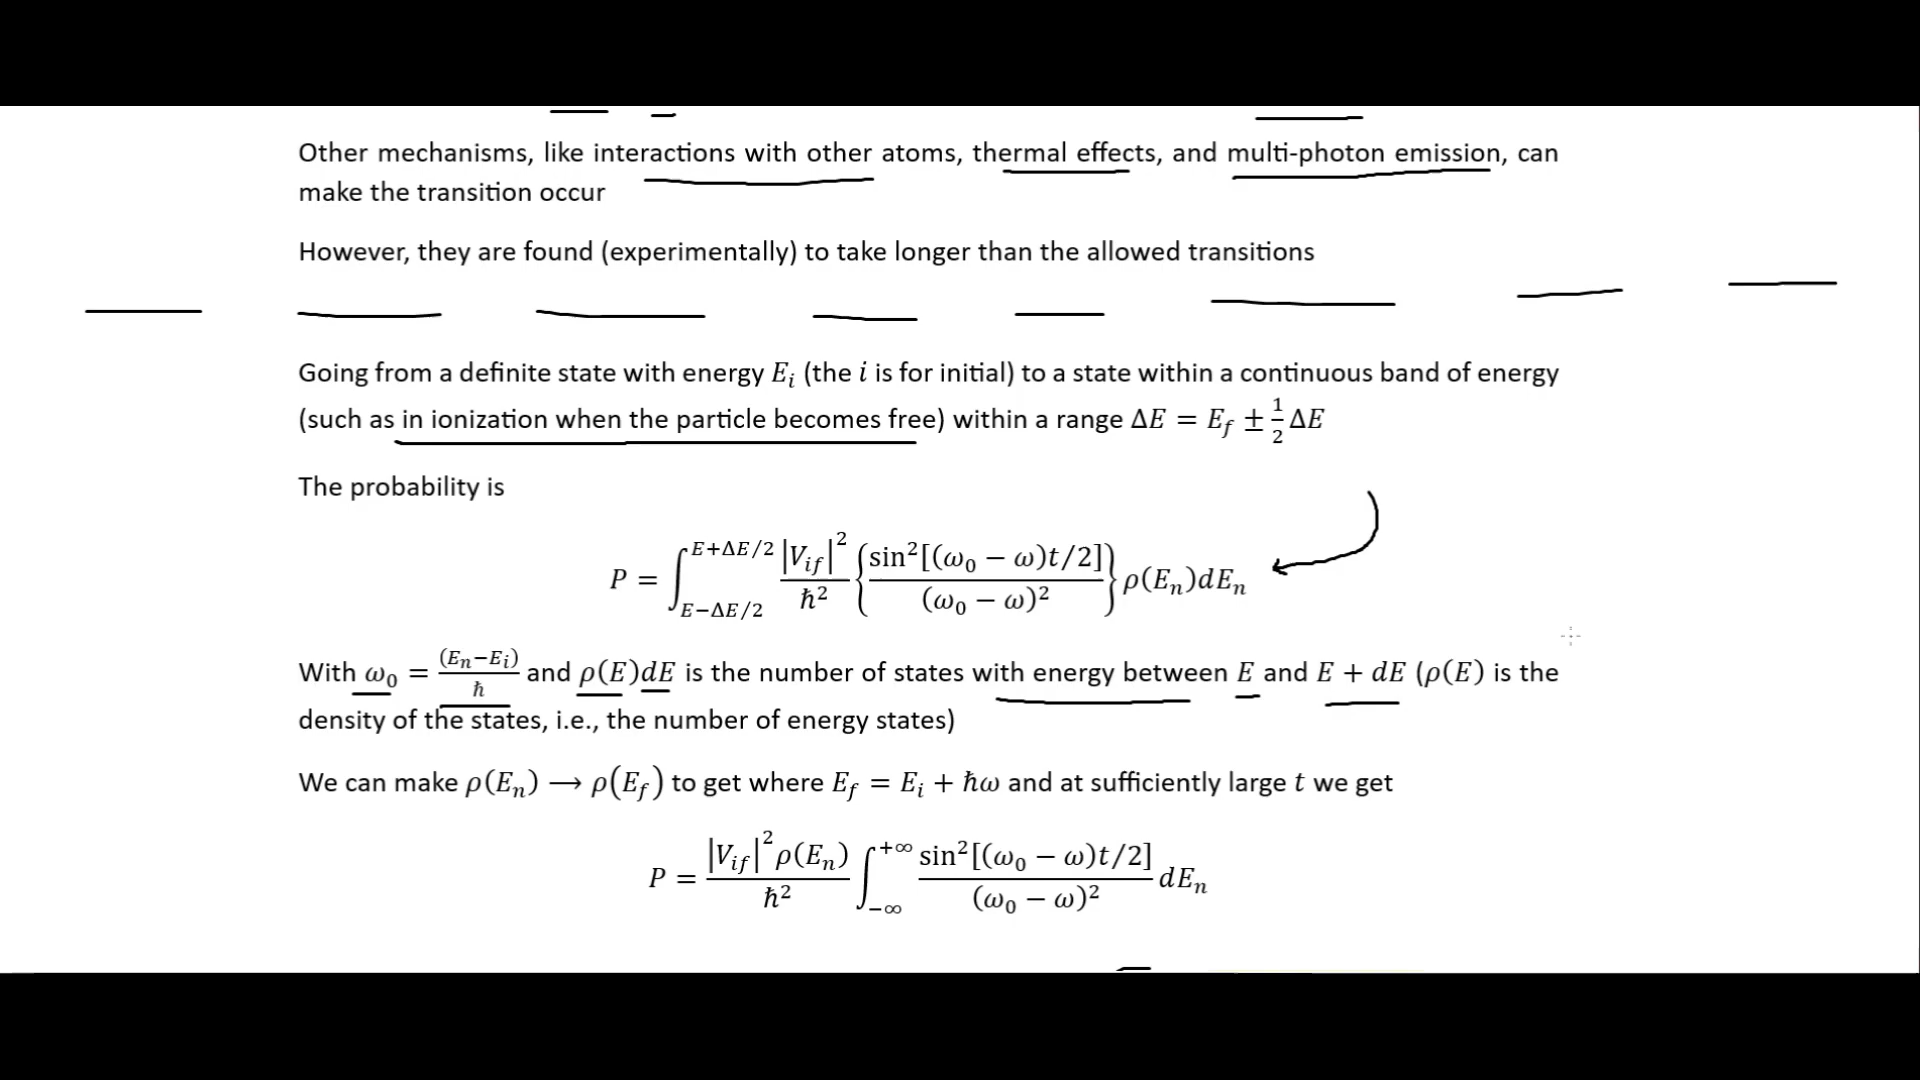 Other mechanisms, like interactions with other atoms, thermal effects, and multi-photon emission, can
make the transition occur
However, they are found (experimentally) to take longer than the allowed transitions
Going from a definite state with energy E_i (the i is for initial) to a state within a continuous band of energy
(such as in ionization when the particle becomes free) within a range ΔE = E_f ± 1/2 ΔE
The probability is
P = ∫_{E−ΔE/2}^{E+ΔE/2} |V_{if}|²/ħ² {sin²[(ω₀ − ω)t/2]/(ω₀ − ω)²} ρ(E_n)dE_n
With ω₀ = (E_n−E_i)/ħ and ρ(E)dE is the number of states with energy between E and E + dE (ρ(E) is the
density of the states, i.e., the number of energy states)
We can make ρ(E_n) ⟶ ρ(E_f) to get where E_f = E_i + ħω and at sufficiently large t we get
P = |V_{if}|²ρ(E_n)/ħ² ∫_{−∞}^{+∞} sin²[(ω₀ − ω)t/2]/(ω₀ − ω)² dE_n